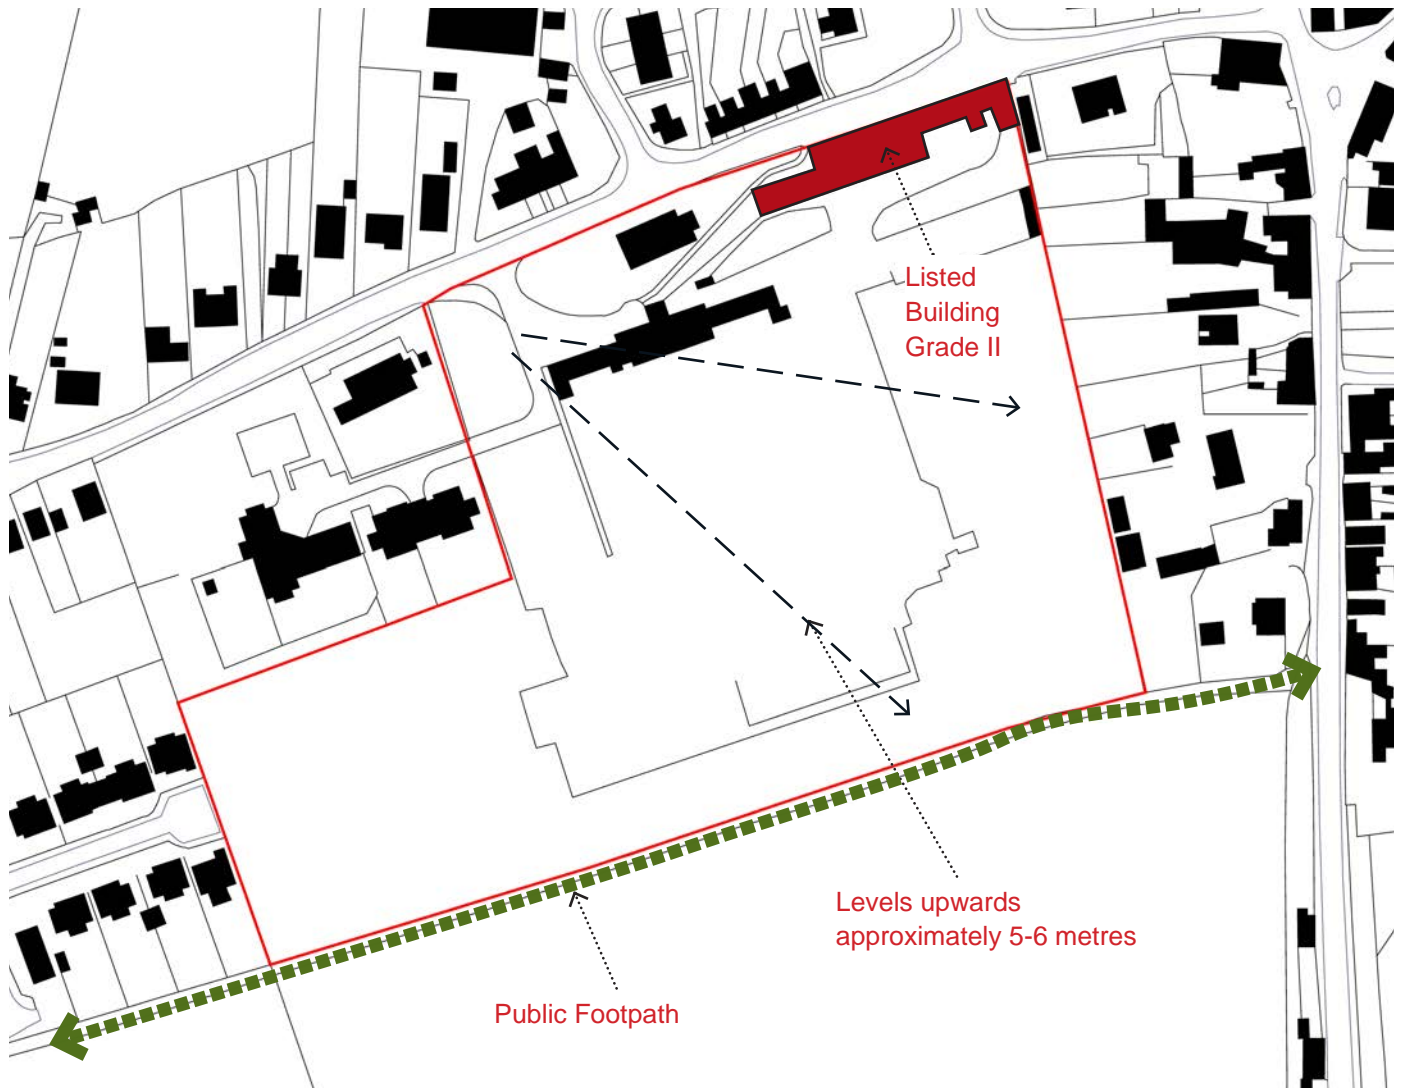 Listed
Building
Grade II
Levels upwards
approximately 5-6 metres
Public Footpath